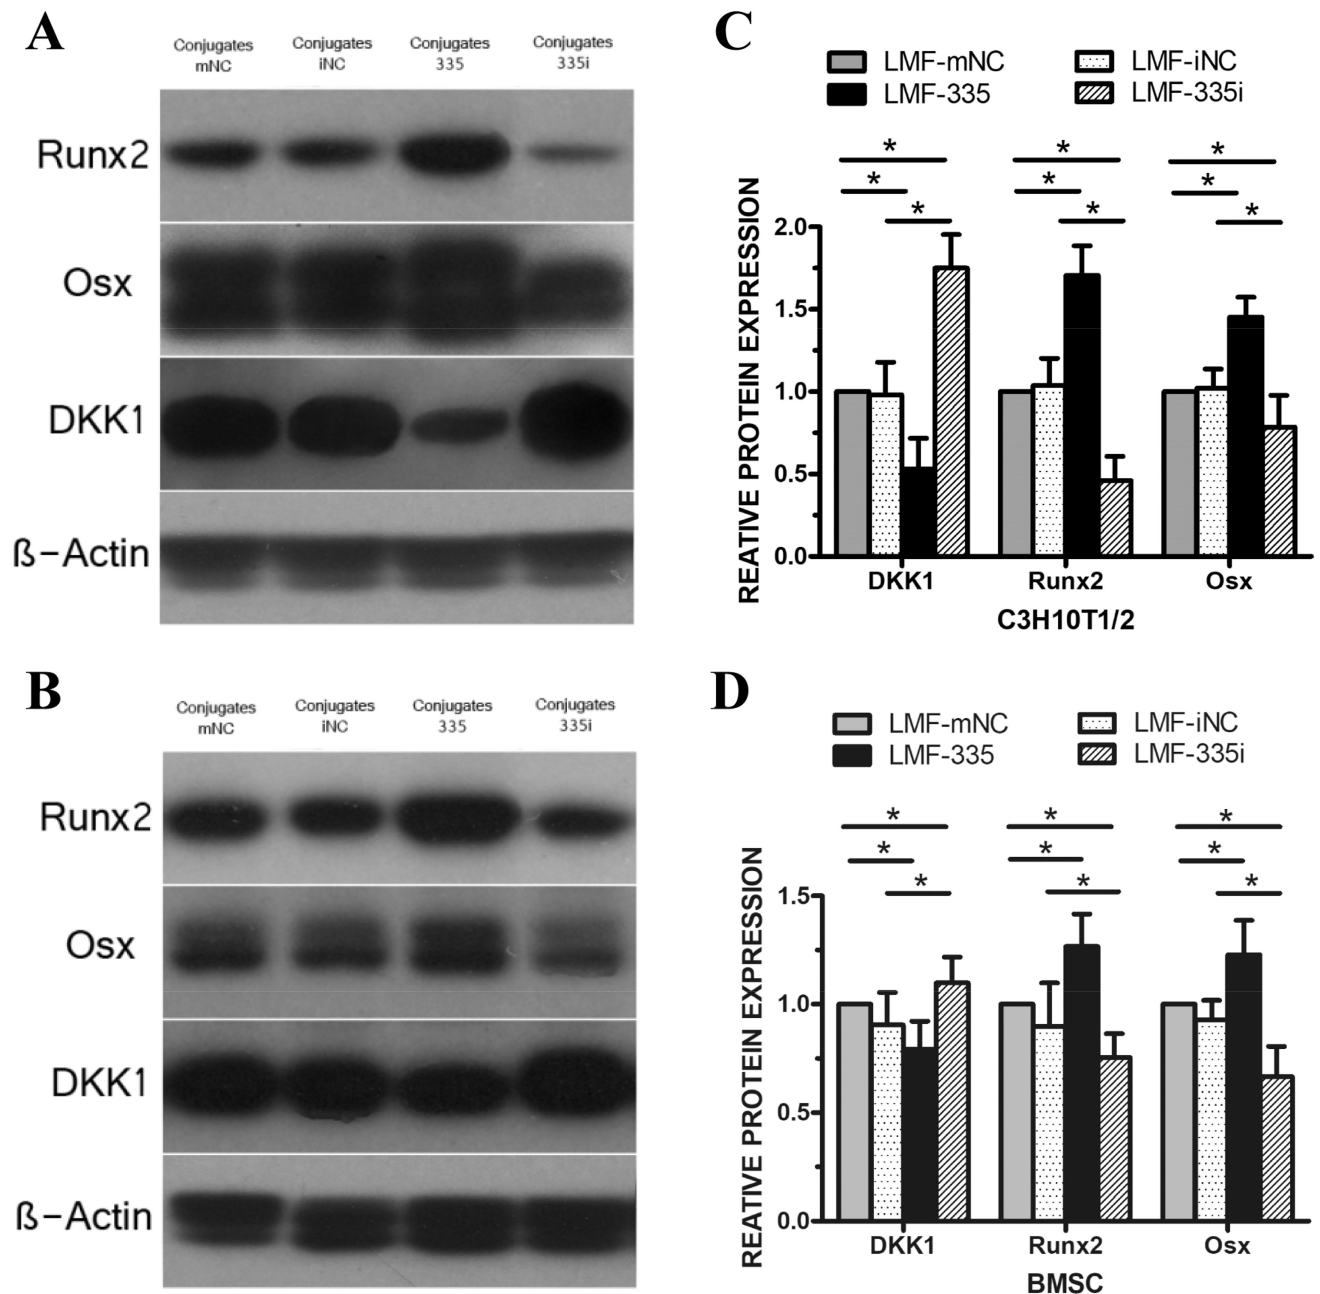 A
Conjugates mNC
Conjugates iNC
Conjugates 335
Conjugates 335i
Runx2
Osx
DKK1
ß-Actin
B
Conjugates mNC
Conjugates iNC
Conjugates 335
Conjugates 335i
Runx2
Osx
DKK1
ß-Actin
C
LMF-mNC
LMF-iNC
LMF-335
LMF-335i
* * *
* * *
* * *
REATIVE PROTEIN EXPRESSION
2.0
1.5
1.0
0.5
0.0
DKK1 Runx2 Osx
C3H10T1/2
D
LMF-mNC
LMF-iNC
LMF-335
LMF-335i
* * *
* * *
* * *
REATIVE PROTEIN EXPRESSION
1.5
1.0
0.5
0.0
DKK1 Runx2 Osx
BMSC